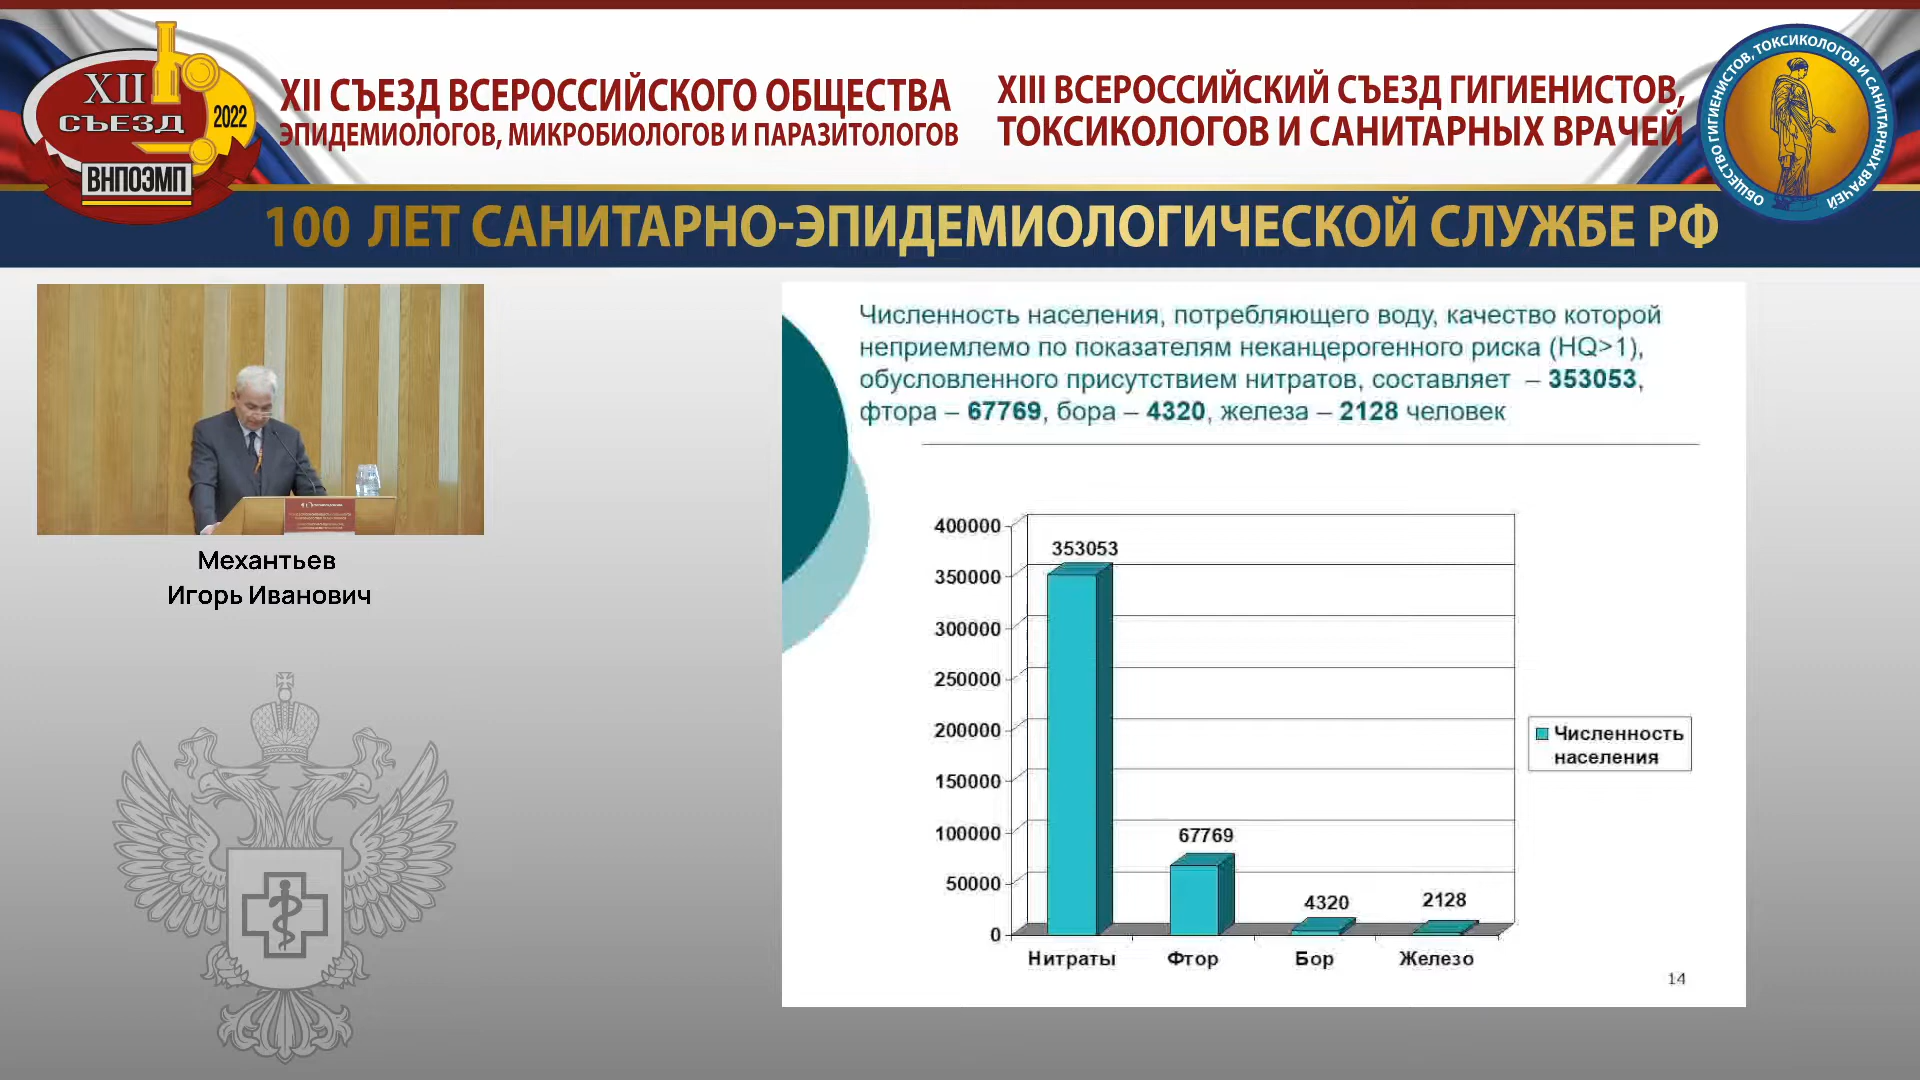 XII
СЪЕЗД
2022
ВНПОЭМП
XII СЪЕЗД ВСЕРОССИЙСКОГО ОБЩЕСТВА
ЭПИДЕМИОЛОГОВ, МИКРОБИОЛОГОВ И ПАРАЗИТОЛОГОВ
XIII ВСЕРОССИЙСКИЙ СЪЕЗД ГИГИЕНИСТОВ,
ТОКСИКОЛОГОВ И САНИТАРНЫХ ВРАЧЕЙ
ОБЩЕСТВО ГИГИЕНИСТОВ, ТОКСИКОЛОГОВ И САНИТАРНЫХ ВРАЧЕЙ
100 ЛЕТ САНИТАРНО-ЭПИДЕМИОЛОГИЧЕСКОЙ СЛУЖБЕ РФ
Механтьев
Игорь Иванович
Численность населения, потребляющего воду, качество которой
неприемлемо по показателям неканцерогенного риска (HQ>1),
обусловленного присутствием нитратов, составляет – 353053,
фтора – 67769, бора – 4320, железа – 2128 человек
400000
350000
300000
250000
200000
150000
100000
50000
0
353053
67769
4320
2128
Нитраты
Фтор
Бор
Железо
Численность
населения
14